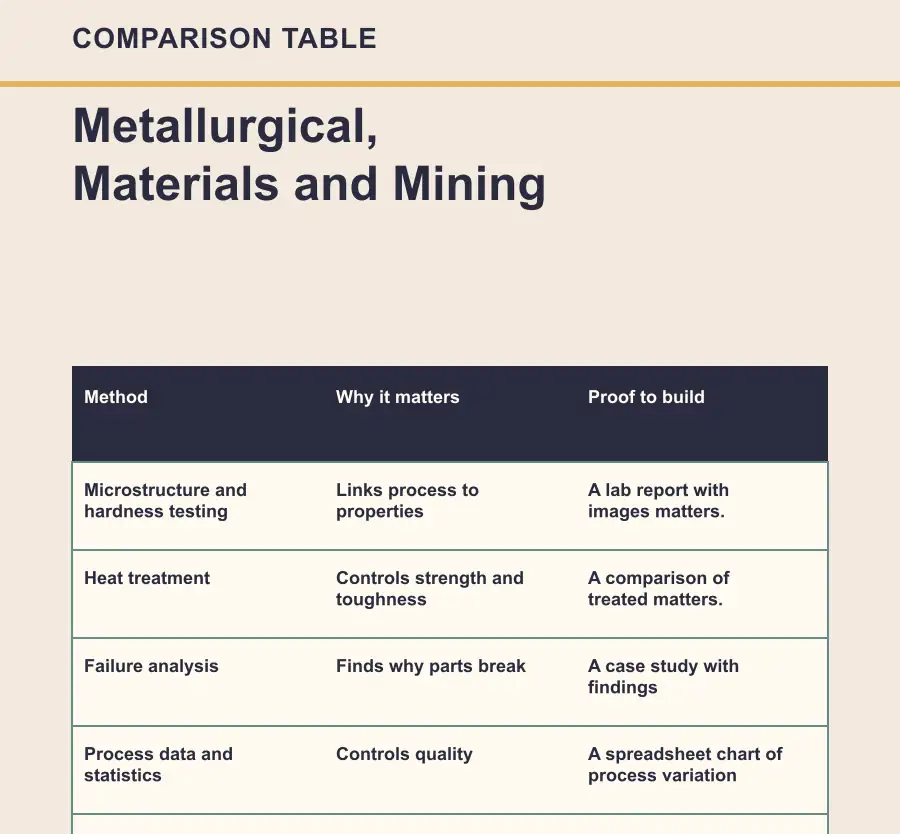 COMPARISON TABLE
Metallurgical,
Materials and Mining
Method
Why it matters
Proof to build
Microstructure and
hardness testing
Links process to
properties
A lab report with
images matters.
Heat treatment
Controls strength and
toughness
A comparison of
treated matters.
Failure analysis
Finds why parts break
A case study with
findings
Process data and
statistics
Controls quality
A spreadsheet chart of
process variation